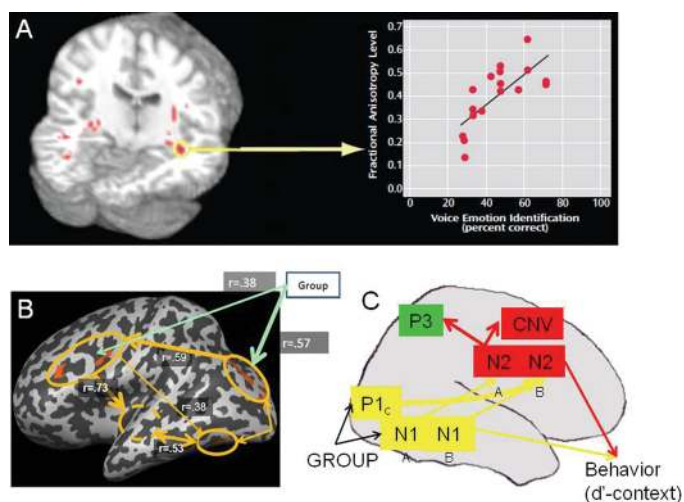 A
Fractional Anisotropy Level
0.7
0.6
0.5
0.4
0.3
0.2
0.1
0.0
0 20 40 60 80 100
Voice Emotion Identification
(percent correct)
B
r=.38
Group
r=.57
r=.59
r=.73
r=.38
r=.53
C
P3
CNV
N2 N2
A B
P1c
N1 N1
A B
GROUP
Behavior
(d'-context)